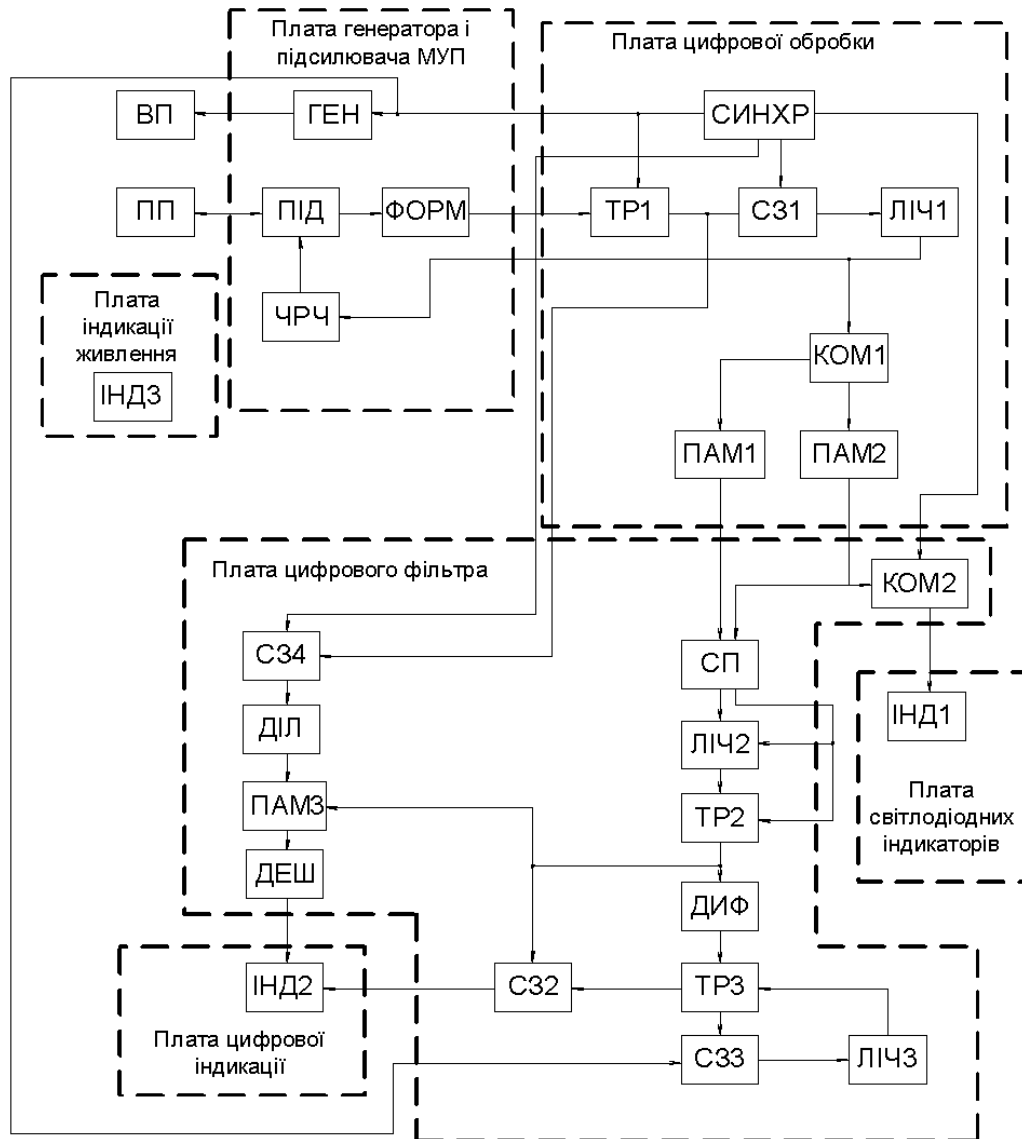 Плата генератора і
підсилювача МУП
Плата цифрової обробки
ВП
ГЕН
СИНХР
ПП
ПІД
ФОРМ
ТР1
СЗ1
ЛІЧ1
Плата
індикації
живлення
ІНД3
ЧРЧ
КОМ1
ПАМ1
ПАМ2
Плата цифрового фільтра
КОМ2
СЗ4
СП
ІНД1
ДІЛ
ЛІЧ2
ПАМ3
ТР2
Плата
світлодіодних
індикаторів
ДЕШ
ДИФ
ІНД2
СЗ2
ТР3
Плата цифрової
індикації
СЗ3
ЛІЧ3